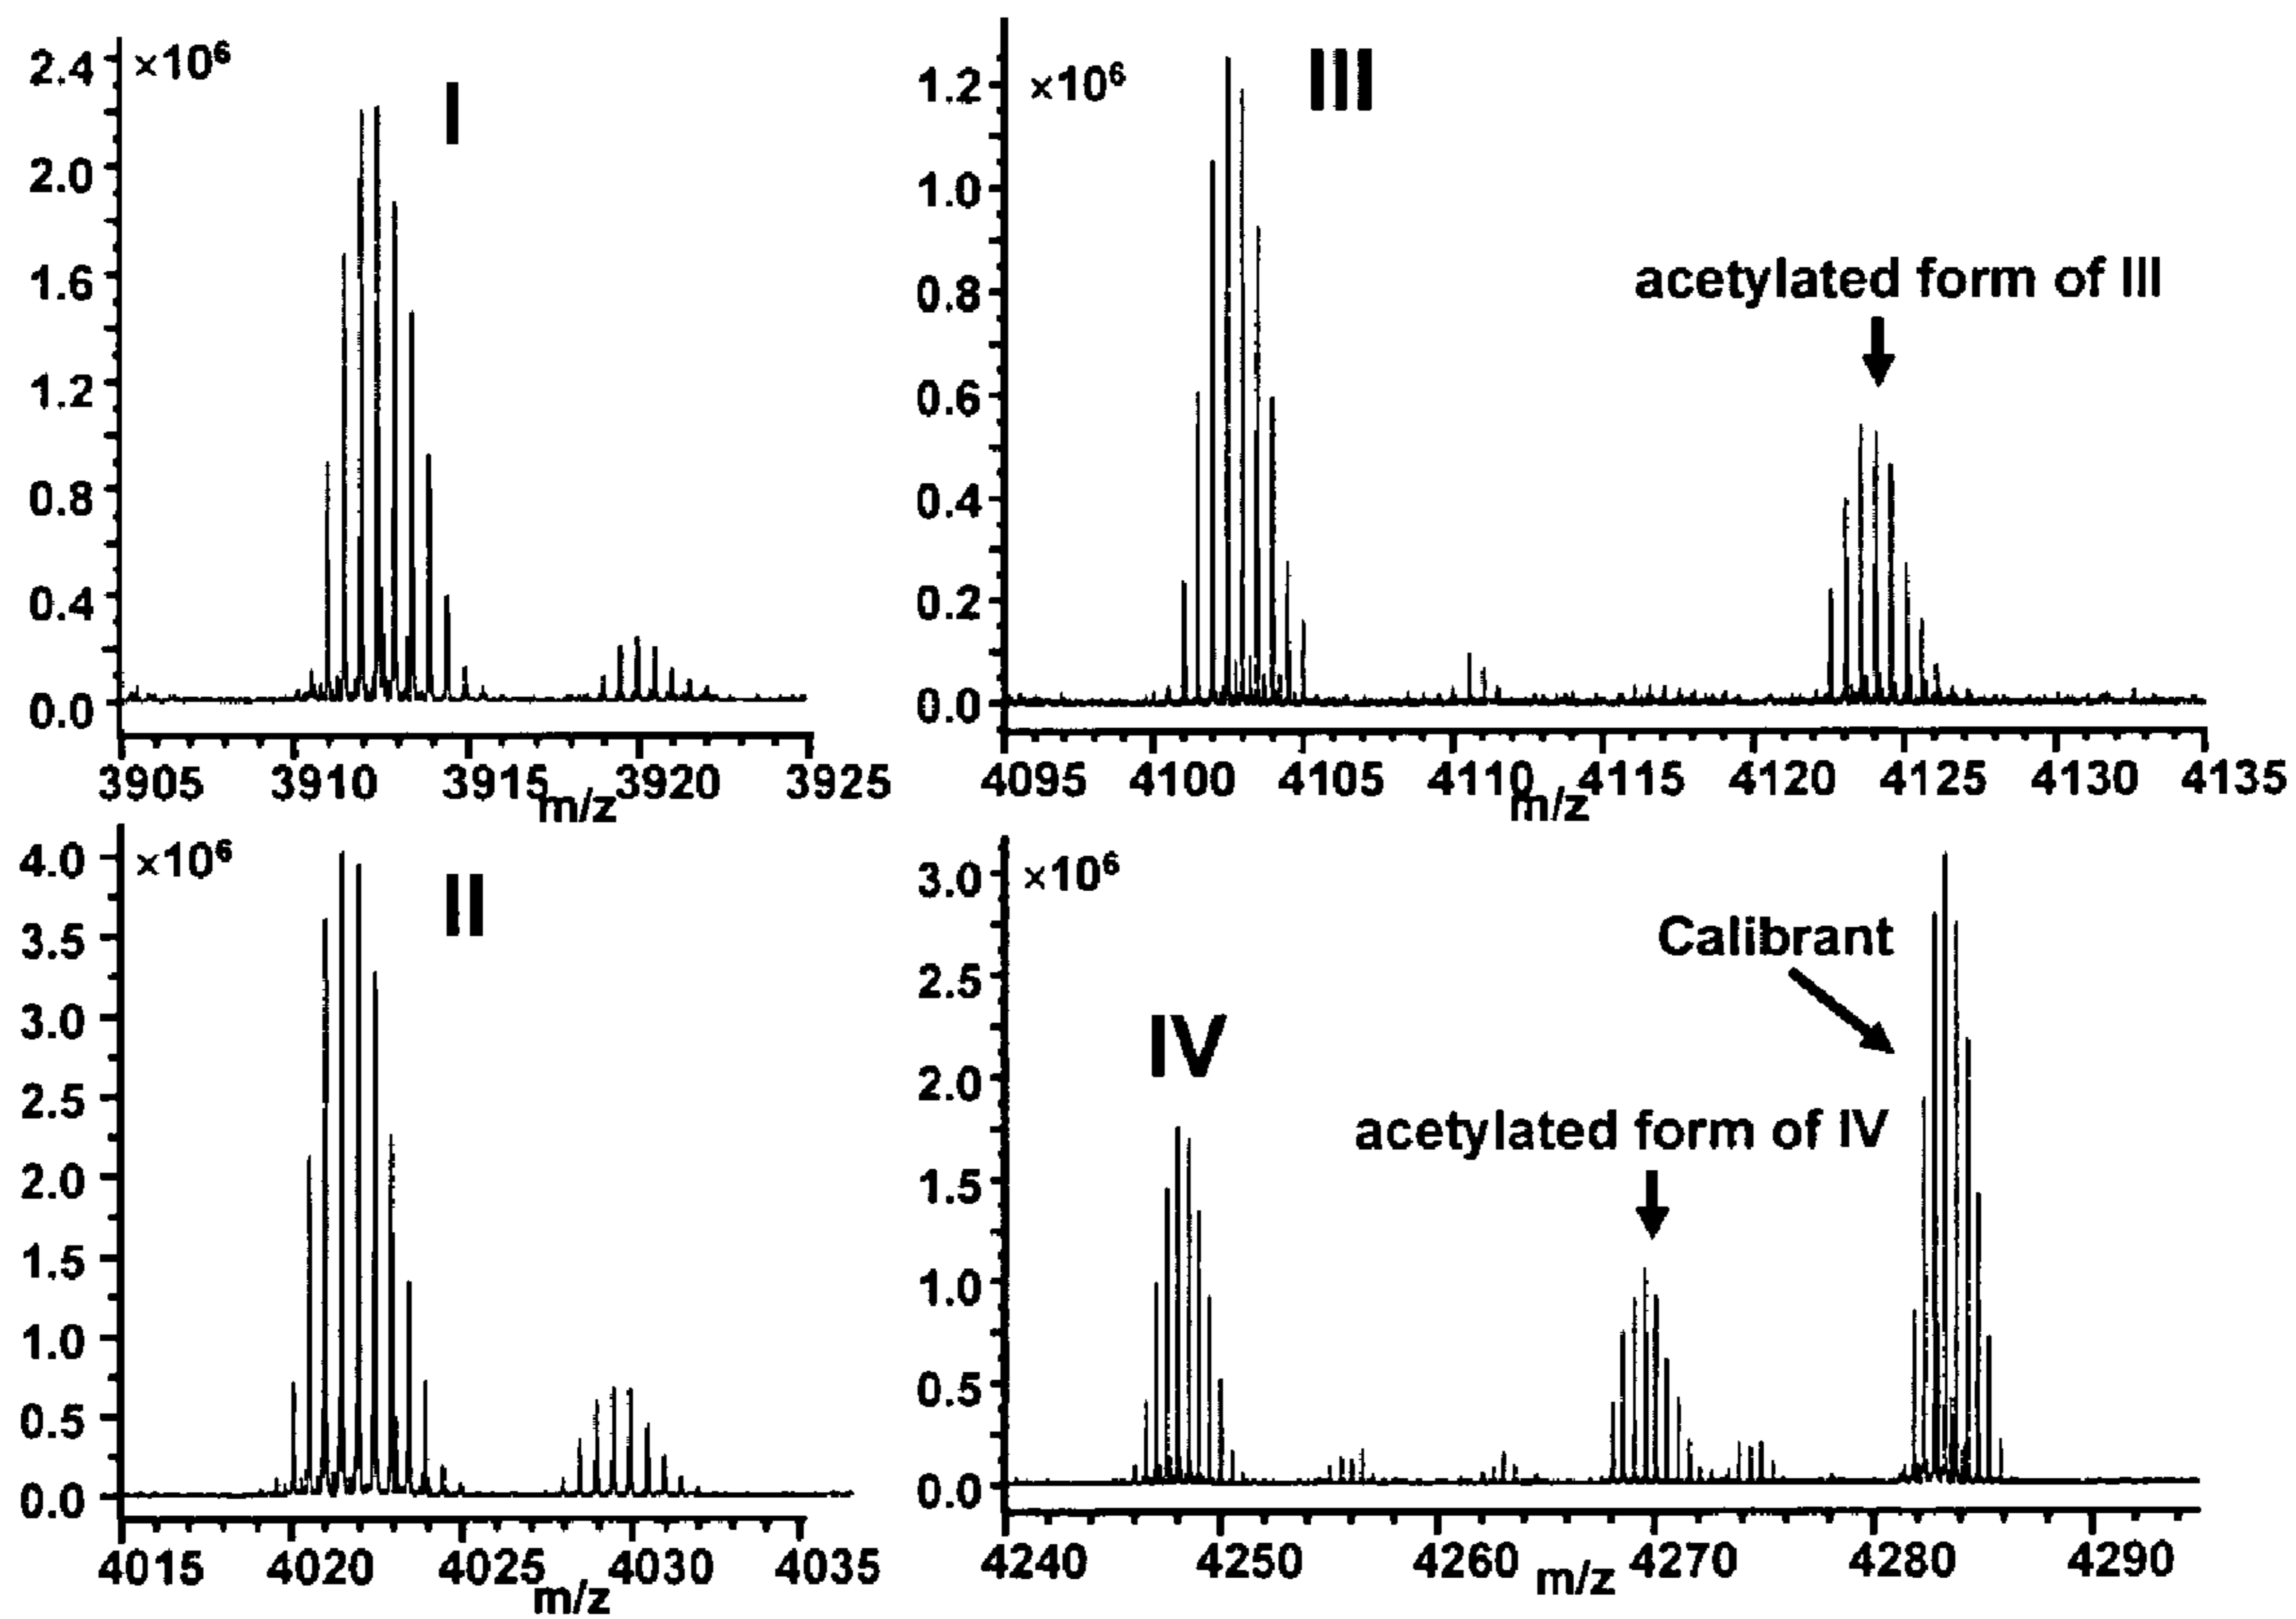 ×10⁶
I
2.4
2.0
1.6
1.2
0.8
0.4
0.0
3905 3910 3915 3920 3925
m/z
×10⁶
III
acetylated form of III
1.2
1.0
0.8
0.6
0.4
0.2
0.0
4095 4100 4105 4110 4115 4120 4125 4130 4135
m/z
×10⁶
II
4.0
3.5
3.0
2.5
2.0
1.5
1.0
0.5
0.0
4015 4020 4025 4030 4035
m/z
×10⁶
Calibrant
IV
acetylated form of IV
3.0
2.5
2.0
1.5
1.0
0.5
0.0
4240 4250 4260 4270 4280 4290
m/z